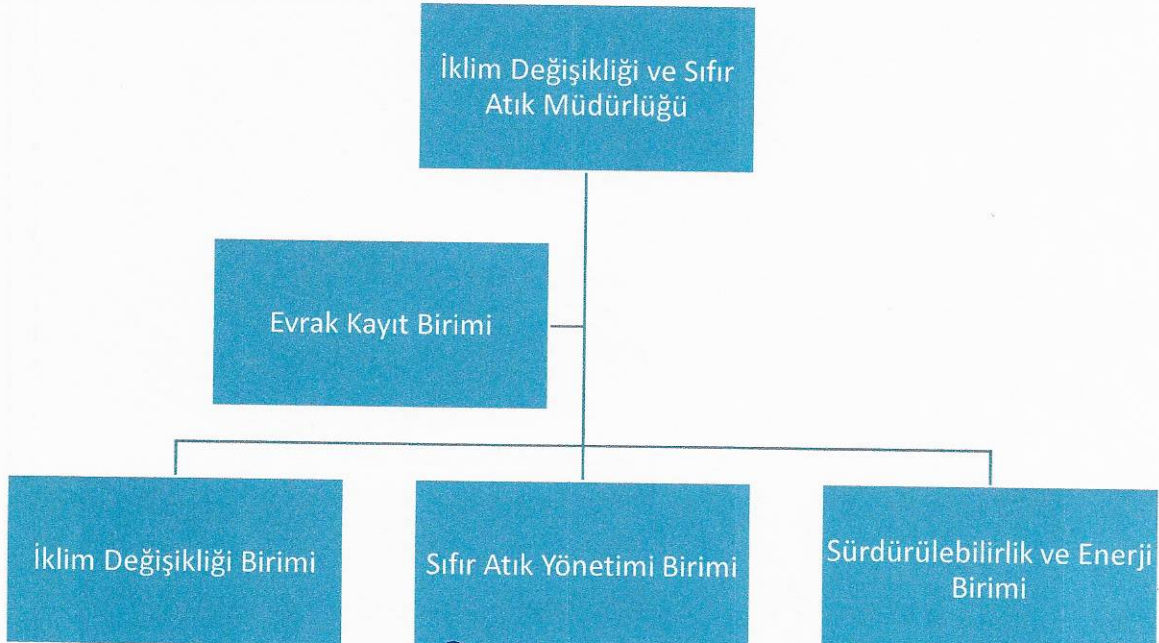 İklim Değişikliği ve Sıfır
Atık Müdürlüğü
Evrak Kayıt Birimi
İklim Değişikliği Birimi
Sıfır Atık Yönetimi Birimi
Sürdürülebilirlik ve Enerji
Birimi